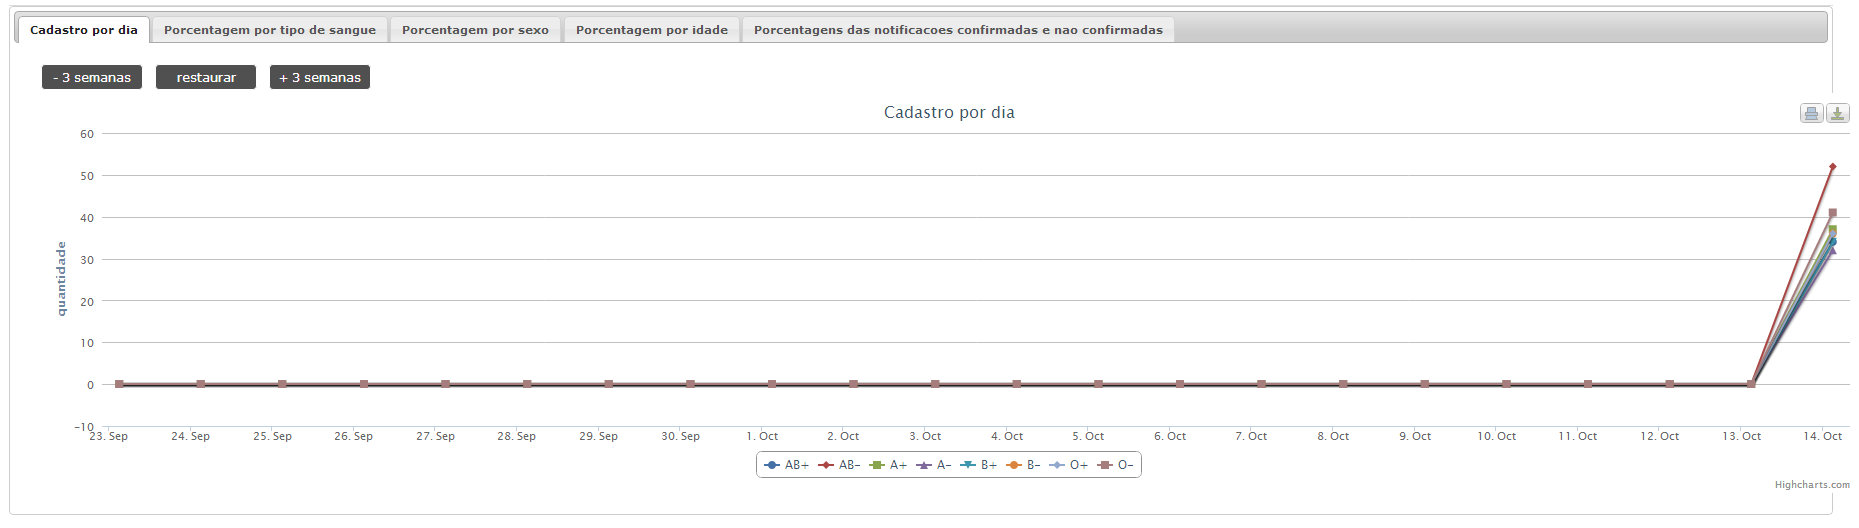 Cadastro por dia Porcentagem por tipo de sangue Porcentagem por sexo Porcentagem por idade Porcentagens das notificacoes confirmadas e nao confirmadas
- 3 semanas restaurar + 3 semanas
Cadastro por dia
60
50
40
30
20
10
0
-10
quantidade
23. Sep 24. Sep 25. Sep 26. Sep 27. Sep 28. Sep 29. Sep 30. Sep 1. Oct 2. Oct 3. Oct 4. Oct 5. Oct 6. Oct 7. Oct 8. Oct 9. Oct 10. Oct 11. Oct 12. Oct 13. Oct 14. Oct
AB+ AB- A+ A- B+ B- O+ O-
Highcharts.com